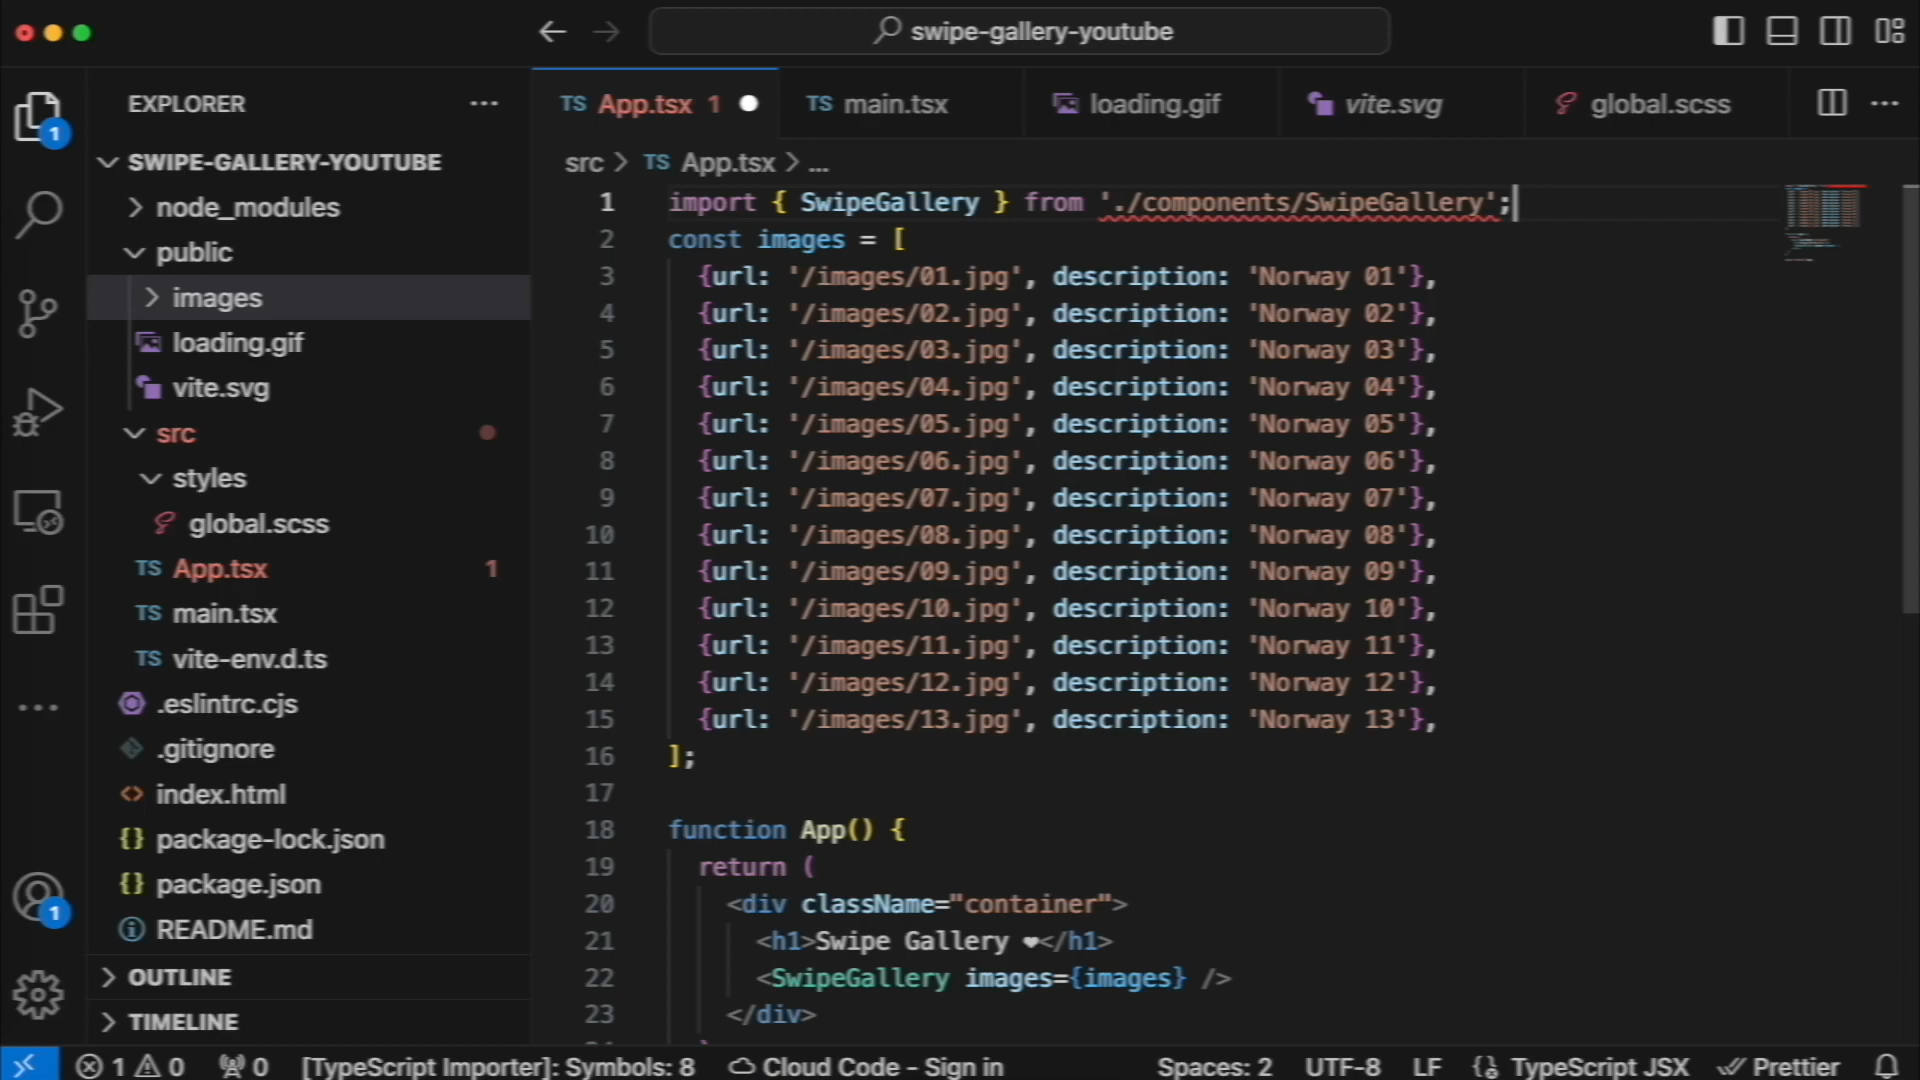 swipe-gallery-youtube
EXPLORER
SWIPE-GALLERY-YOUTUBE
node_modules
public
images
loading.gif
vite.svg
src
styles
global.scss
TS App.tsx 1
TS main.tsx
TS vite-env.d.ts
.eslintrc.cjs
.gitignore
index.html
{} package-lock.json
{} package.json
README.md
OUTLINE
TIMELINE
1
1
TS App.tsx 1
TS main.tsx
loading.gif
vite.svg
global.scss
src > TS App.tsx > ...
1 import { SwipeGallery } from './components/SwipeGallery';
2 const images = [
3 {url: '/images/01.jpg', description: 'Norway 01'},
4 {url: '/images/02.jpg', description: 'Norway 02'},
5 {url: '/images/03.jpg', description: 'Norway 03'},
6 {url: '/images/04.jpg', description: 'Norway 04'},
7 {url: '/images/05.jpg', description: 'Norway 05'},
8 {url: '/images/06.jpg', description: 'Norway 06'},
9 {url: '/images/07.jpg', description: 'Norway 07'},
10 {url: '/images/08.jpg', description: 'Norway 08'},
11 {url: '/images/09.jpg', description: 'Norway 09'},
12 {url: '/images/10.jpg', description: 'Norway 10'},
13 {url: '/images/11.jpg', description: 'Norway 11'},
14 {url: '/images/12.jpg', description: 'Norway 12'},
15 {url: '/images/13.jpg', description: 'Norway 13'},
16 ];
17
18 function App() {
19 return (
20 <div className="container">
21 <h1>Swipe Gallery ❤</h1>
22 <SwipeGallery images={images} />
23 </div>
1 0 0 [TypeScript Importer]: Symbols: 8 Cloud Code - Sign in Spaces: 2 UTF-8 LF TypeScript JSX Prettier